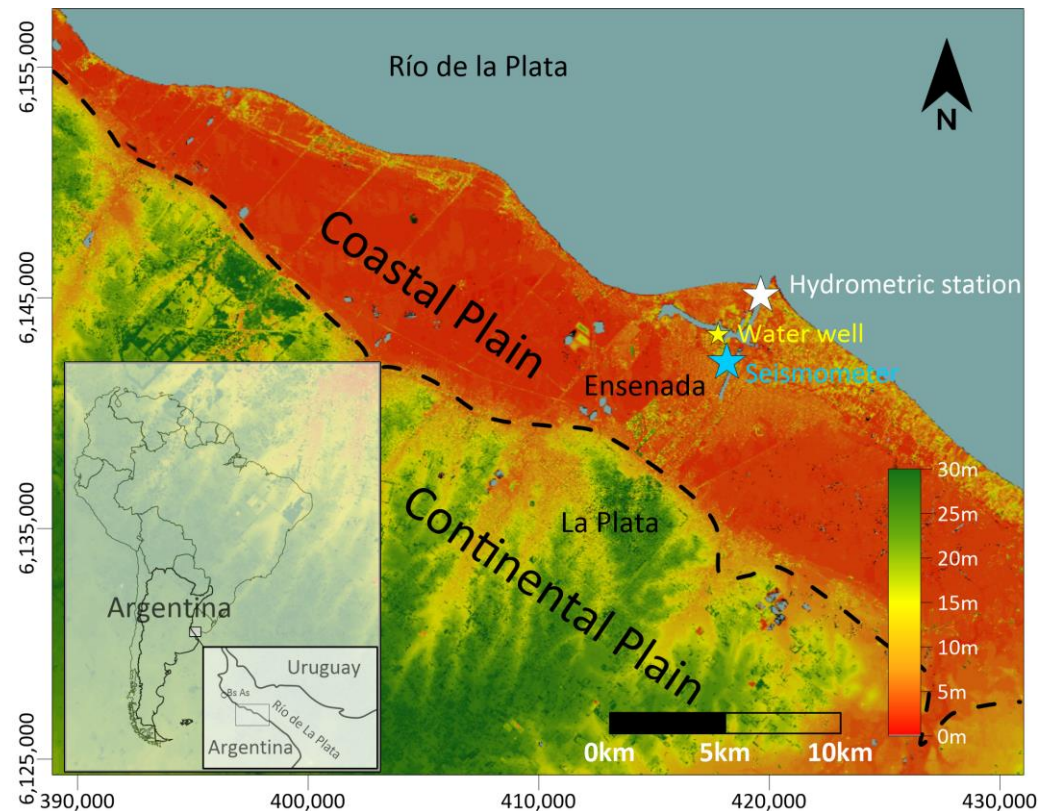 6,155,000
6,145,000
6,135,000
6,125,000
Río de la Plata
N
Coastal Plain
Hydrometric station
Water well
Seismometer
Ensenada
La Plata
Continental Plain
30m
25m
20m
15m
10m
5m
0m
Argentina
Uruguay
Bs As
Río de La Plata
Argentina
0km
5km
10km
390,000
400,000
410,000
420,000
430,000